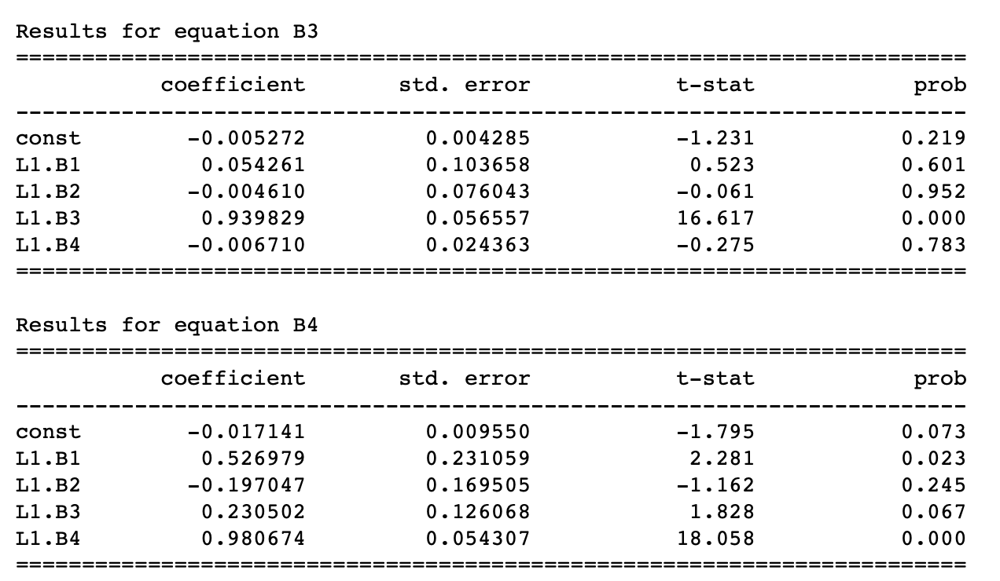 Results for equation B3
========================================================================
           coefficient       std. error           t-stat            prob
------------------------------------------------------------------------
const        -0.005272         0.004285           -1.231           0.219
L1.B1         0.054261         0.103658            0.523           0.601
L1.B2        -0.004610         0.076043           -0.061           0.952
L1.B3         0.939829         0.056557           16.617           0.000
L1.B4        -0.006710         0.024363           -0.275           0.783
========================================================================

Results for equation B4
========================================================================
           coefficient       std. error           t-stat            prob
------------------------------------------------------------------------
const        -0.017141         0.009550           -1.795           0.073
L1.B1         0.526979         0.231059            2.281           0.023
L1.B2        -0.197047         0.169505           -1.162           0.245
L1.B3         0.230502         0.126068            1.828           0.067
L1.B4         0.980674         0.054307           18.058           0.000
========================================================================